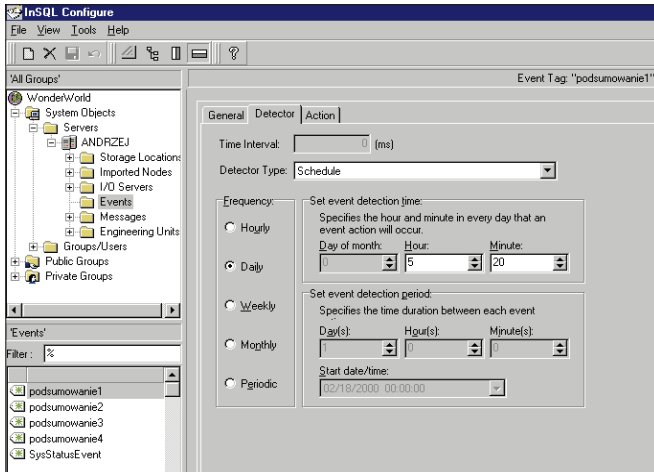 InSQL Configure
File View Tools Help
'All Groups'
Event Tag: "podsumowanie1"
WonderWorld
System Objects
Servers
ANDRZEJ
Storage Locations
Imported Nodes
I/O Servers
Events
Messages
Engineering Units
Groups/Users
Public Groups
Private Groups
'Events'
Filter : %
podsumowanie1
podsumowanie2
podsumowanie3
podsumowanie4
SysStatusEvent
General Detector Action
Time Interval: 0 (ms)
Detector Type: Schedule
Frequency:
Hourly
Daily
Weekly
Monthly
Periodic
Set event detection time:
Specifies the hour and minute in every day that an
event action will occur.
Day of month: Hour: Minute:
0 5 20
Set event detection period:
Specifies the time duration between each event
Day(s): Hour(s): Minute(s):
1 0 0
Start date/time:
02/18/2000 00:00:00